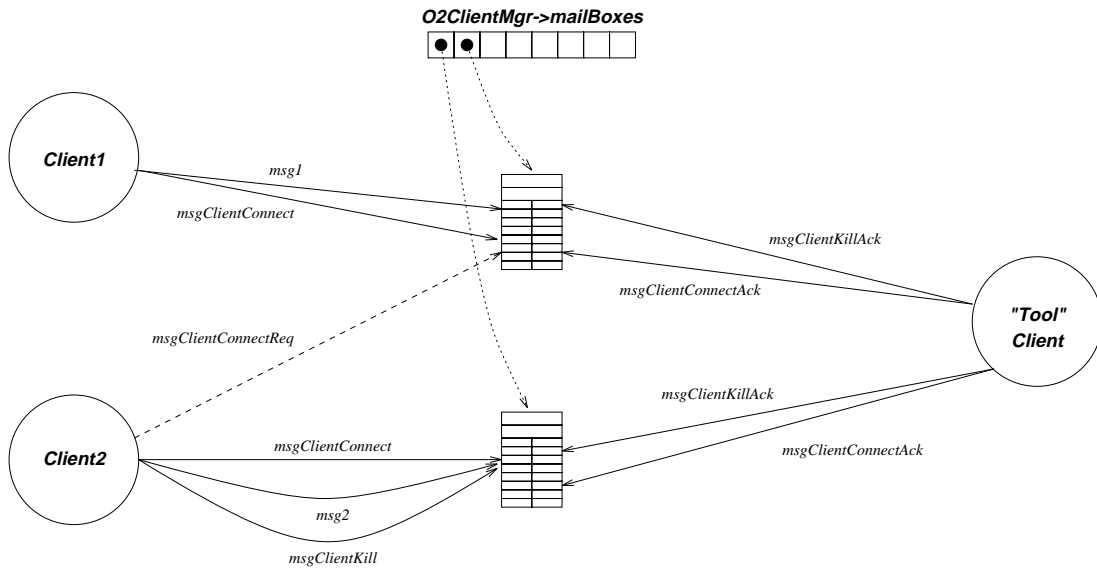 O2ClientMgr->mailBoxes
Client1
msg1
msgClientConnect
msgClientKillAck
msgClientConnectAck
"Tool"
Client
msgClientConnectReq
msgClientKillAck
Client2
msgClientConnect
msgClientConnectAck
msg2
msgClientKill